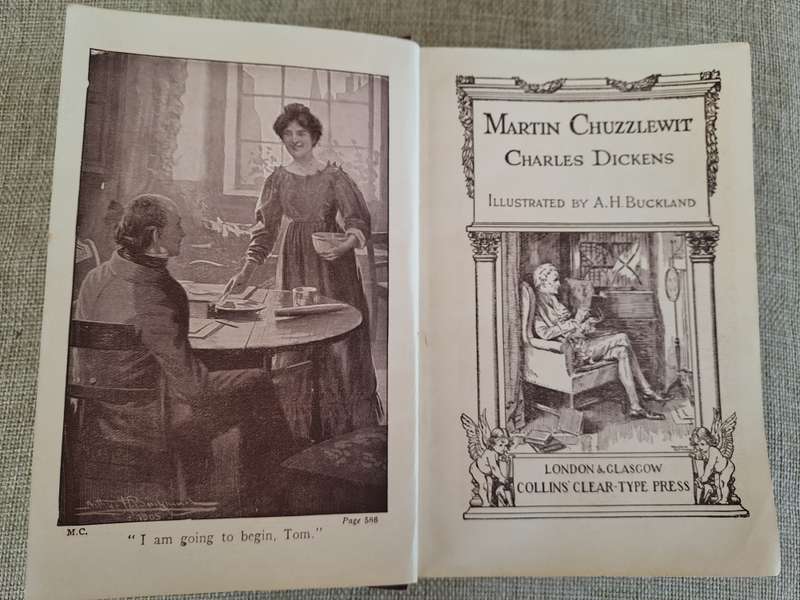 M.C.
Page 586
"I am going to begin, Tom."
MARTIN CHUZZLEWIT
CHARLES DICKENS
ILLUSTRATED BY A.H. BUCKLAND
LONDON & GLASGOW
COLLINS' CLEAR-TYPE PRESS